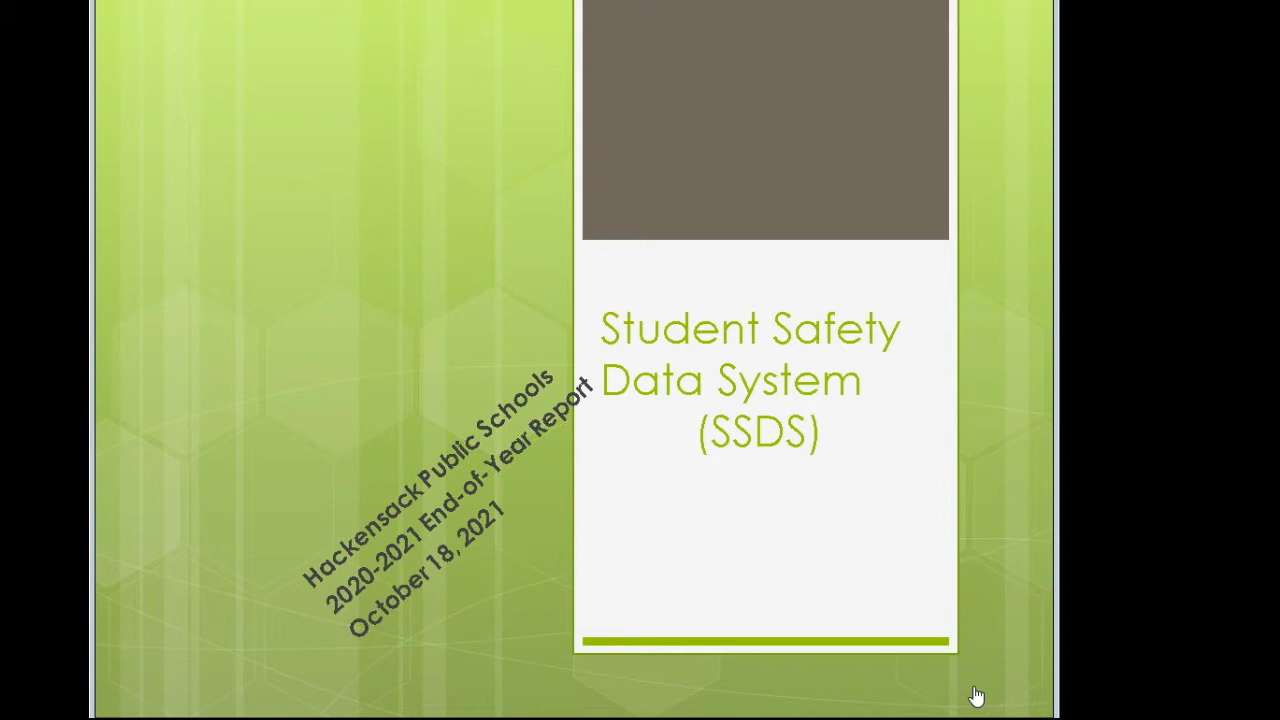 Student Safety
Data System
(SSDS)
Hackensack Public Schools
2020-2021 End-of-Year Report
October 18, 2021